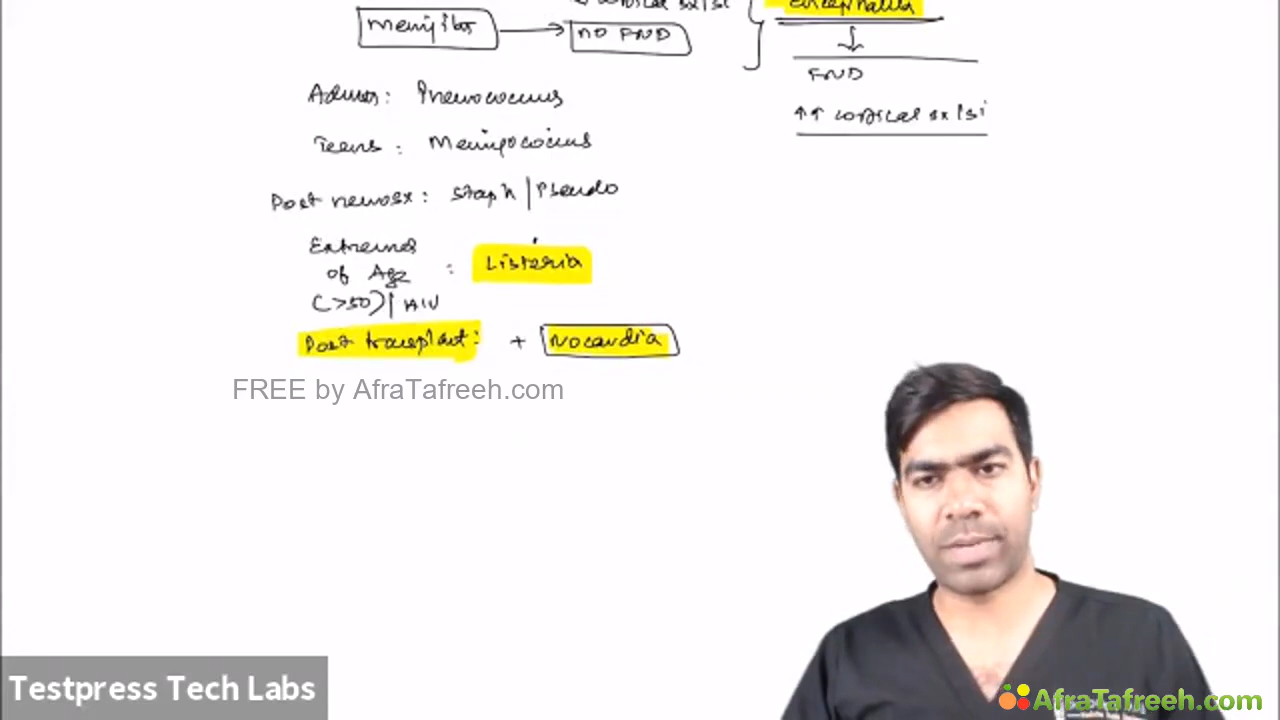 Meningitis → no FND
encephalitis
FND
↑↑ cortical sx/si
Adults: Pneumococcus
Teens: Meningococcus
Post neurosx: Staph | Pseudo
Extremes
of Age : Listeria
(>50) | HIV
Post transplant: + Nocardia
FREE by AfraTafreeh.com
Testpress Tech Labs
AfraTafreeh.com